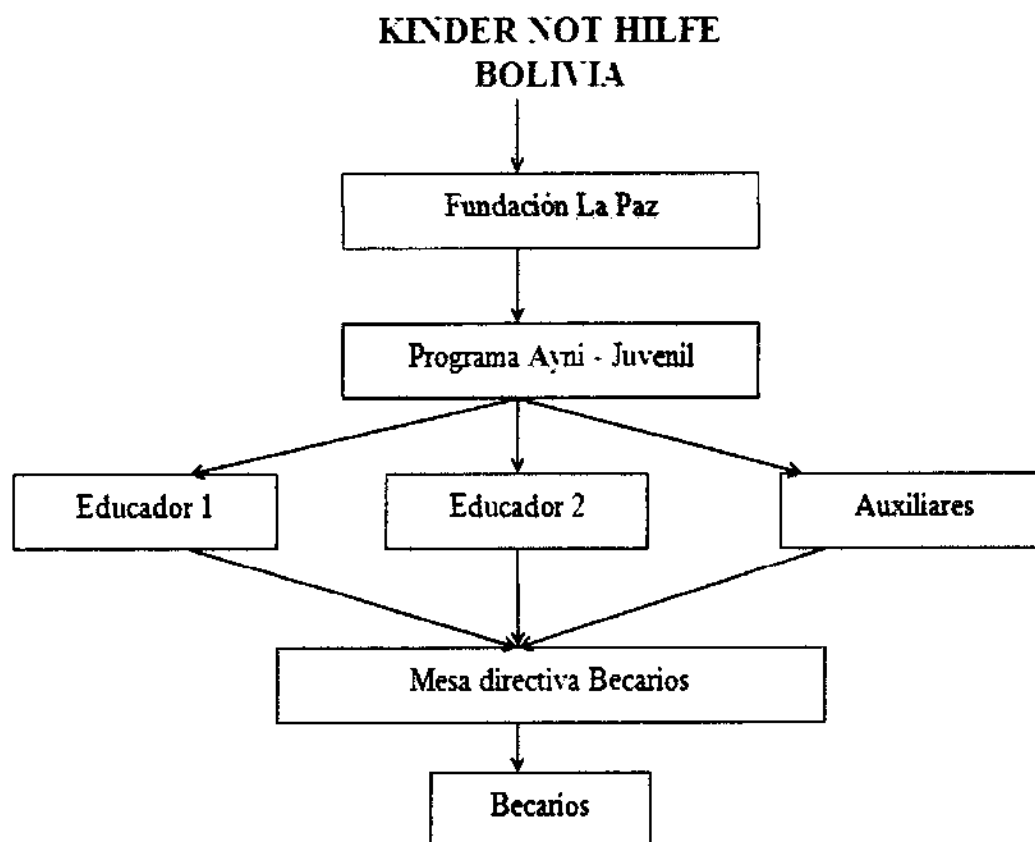 KINDER NOT HILFE
BOLIVIA
Fundación La Paz
Programa Ayni - Juvenil
Educador 1
Educador 2
Auxiliares
Mesa directiva Becarios
Becarios